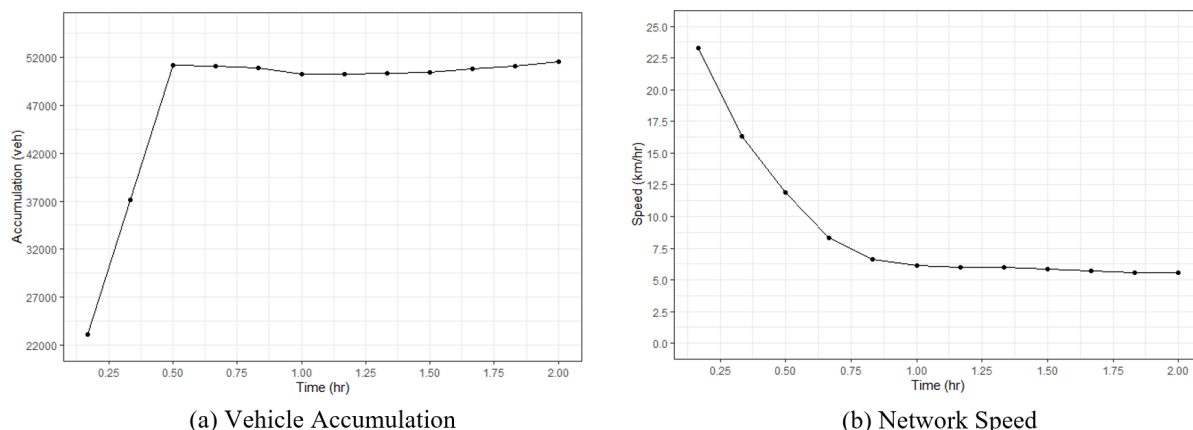 52000
47000
42000
37000
32000
27000
22000
Accumulation (veh)
0.25 0.50 0.75 1.00 1.25 1.50 1.75 2.00
Time (hr)
(a) Vehicle Accumulation
25.0
22.5
20.0
17.5
15.0
12.5
10.0
7.5
5.0
2.5
0.0
Speed (km/hr)
0.25 0.50 0.75 1.00 1.25 1.50 1.75 2.00
Time (hr)
(b) Network Speed